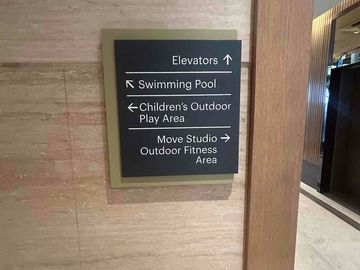 Elevators ↑
↖ Swimming Pool
← Children's Outdoor
Play Area
Move Studio →
Outdoor Fitness
Area